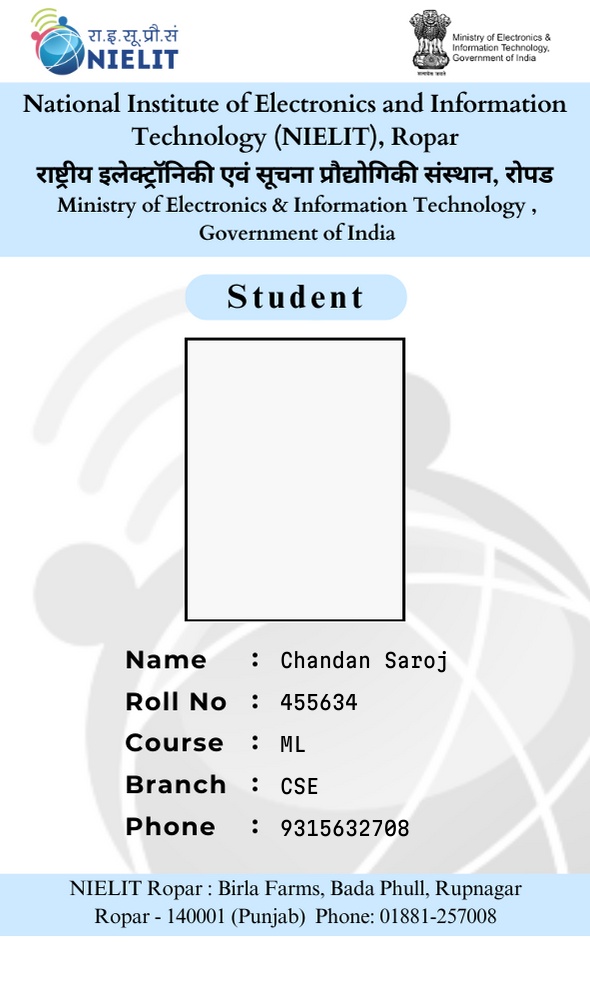 रा.इ.सू.प्रौ.सं
NIELIT
सत्यमेव जयते
Ministry of Electronics &
Information Technology,
Government of India
National Institute of Electronics and Information
Technology (NIELIT), Ropar
राष्ट्रीय इलेक्ट्रॉनिकी एवं सूचना प्रौद्योगिकी संस्थान, रोपड
Ministry of Electronics & Information Technology ,
Government of India
Student
Name : Chandan Saroj
Roll No : 455634
Course : ML
Branch : CSE
Phone : 9315632708
NIELIT Ropar : Birla Farms, Bada Phull, Rupnagar
Ropar - 140001 (Punjab) Phone: 01881-257008